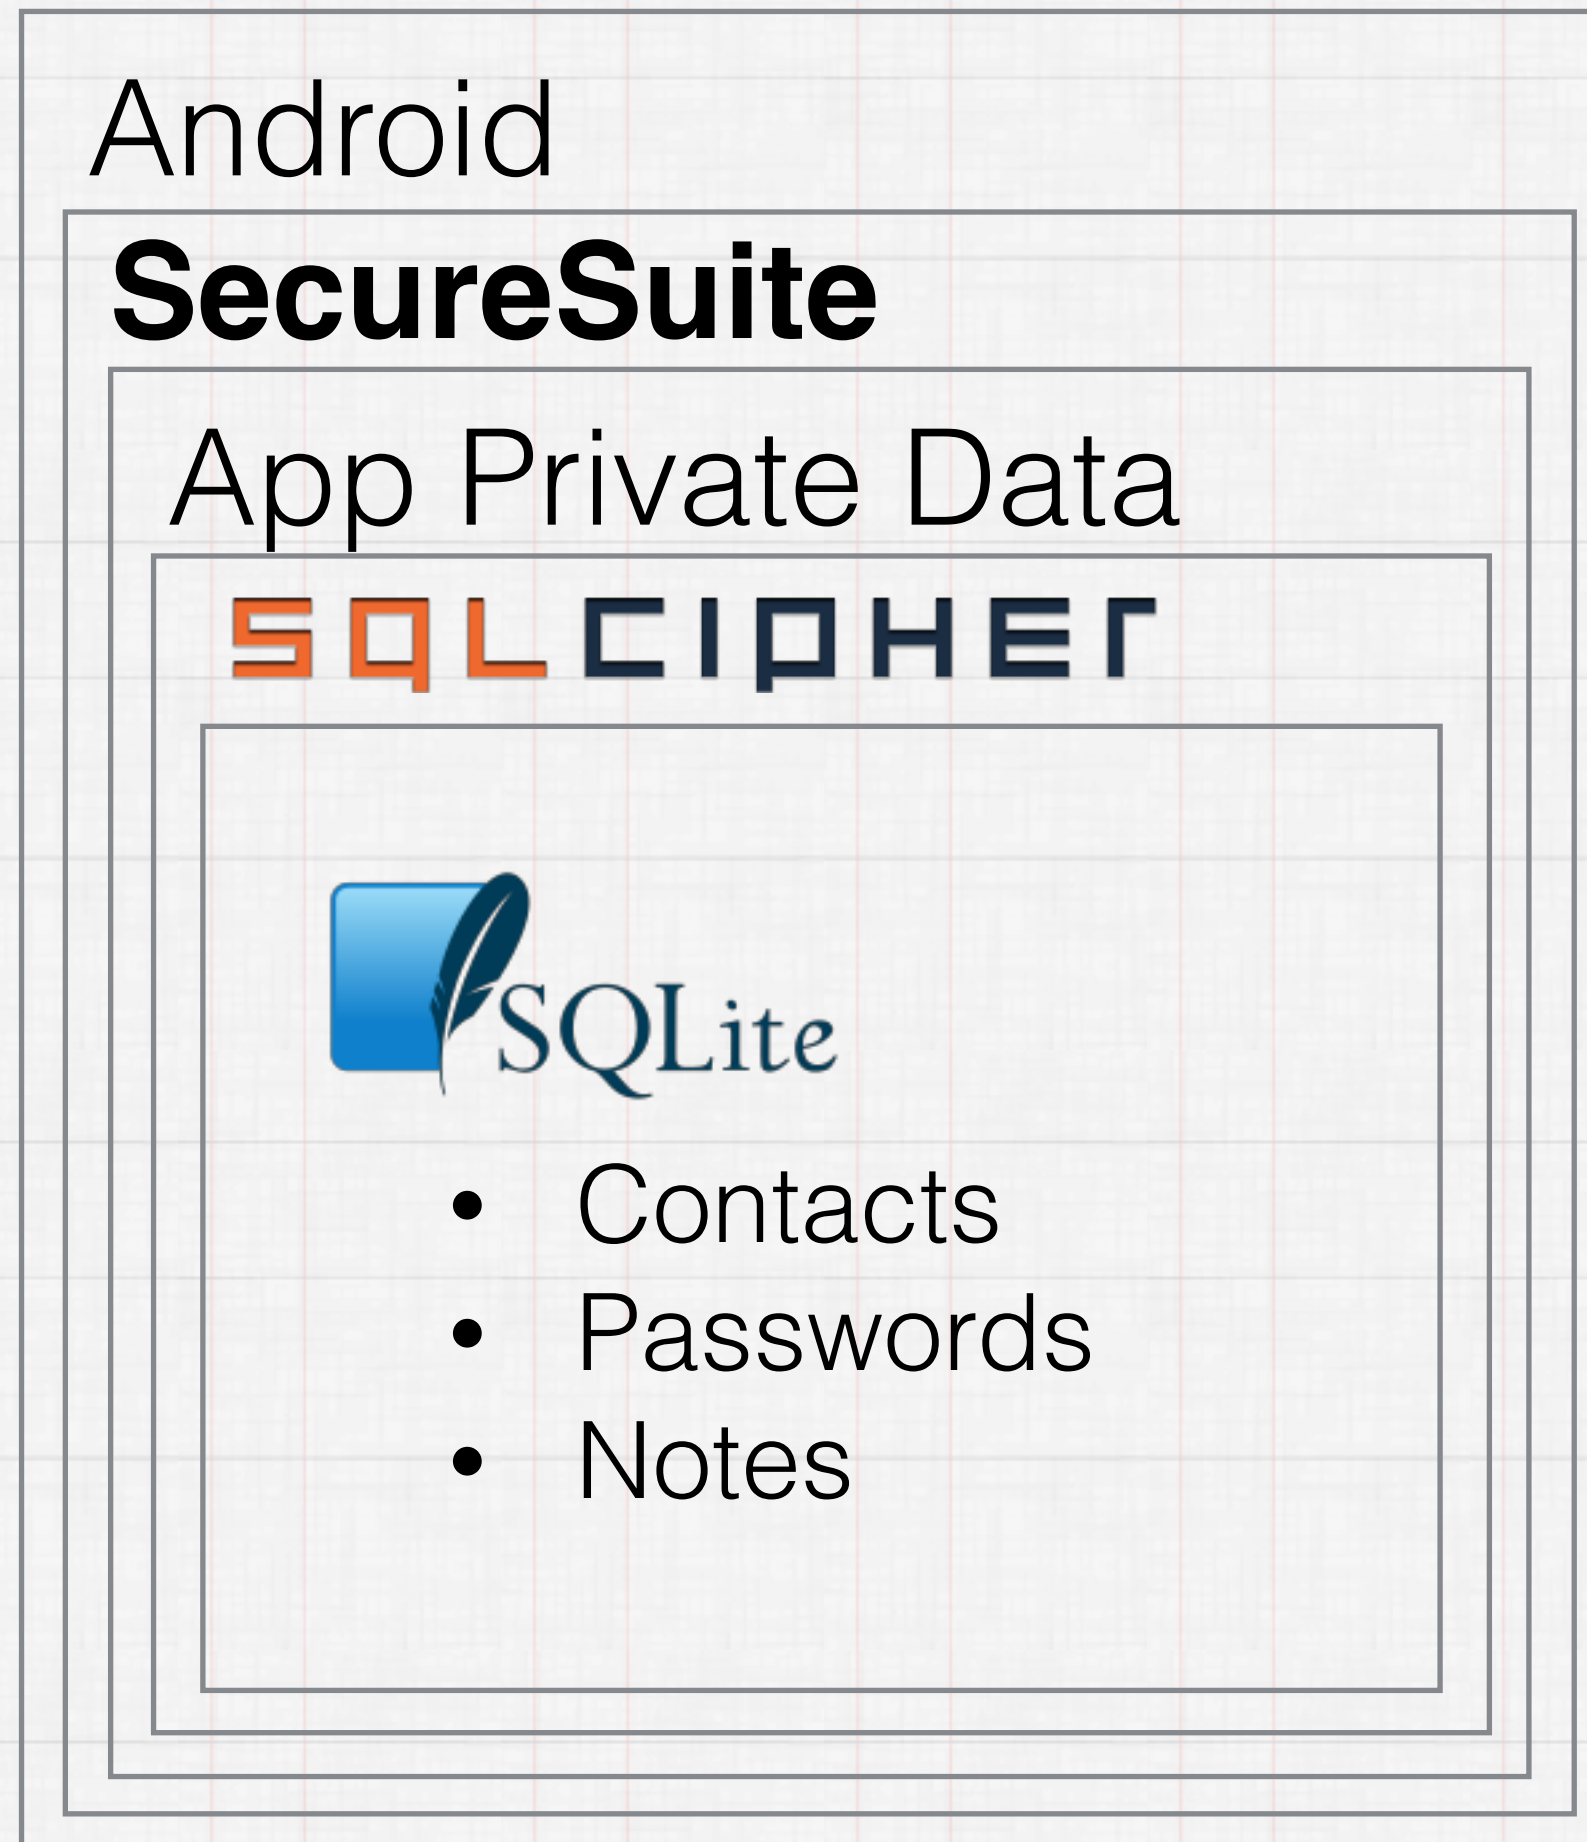 Android
SecureSuite
App Private Data
SQLCIPHER
SQLite
• Contacts
• Passwords
• Notes